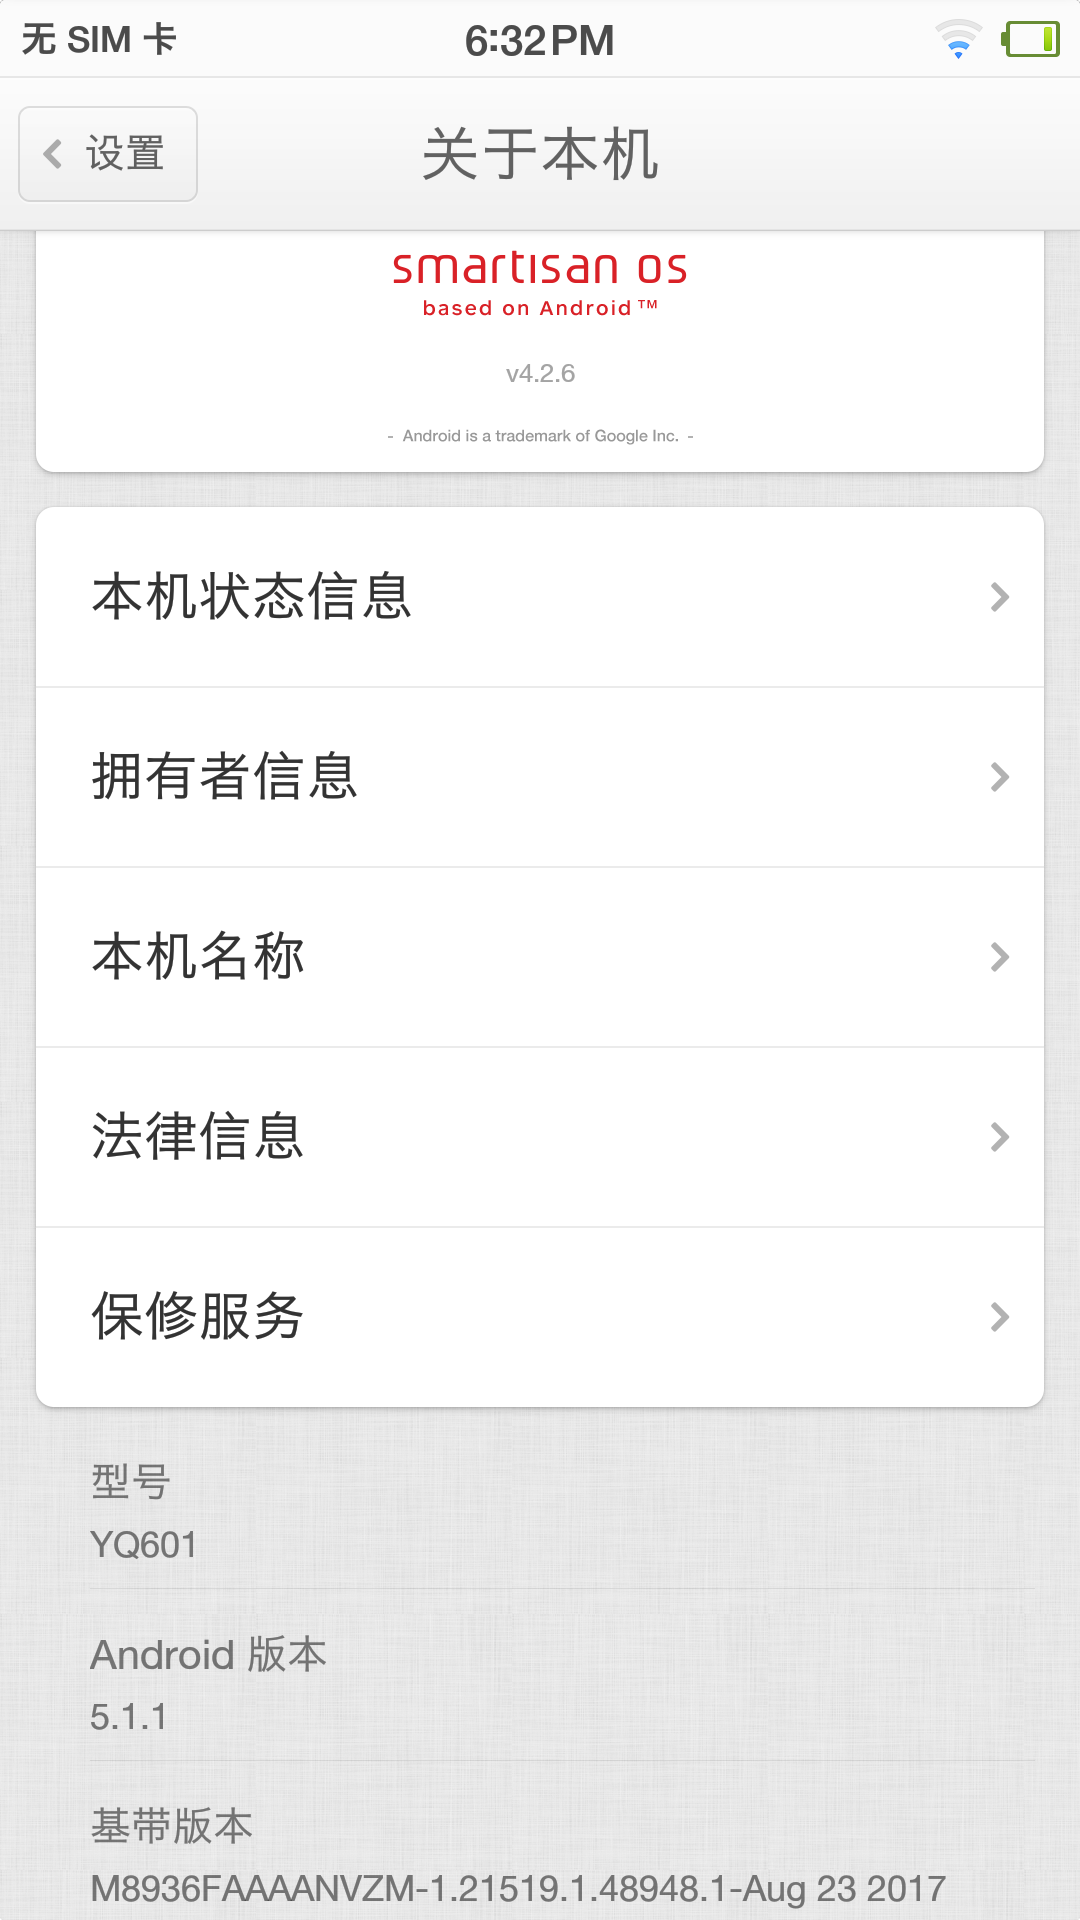 无 SIM 卡
6:32PM
设置
关于本机
smartisan os
based on Android™
v4.2.6
- Android is a trademark of Google Inc. -
本机状态信息
拥有者信息
本机名称
法律信息
保修服务
型号
YQ601
Android 版本
5.1.1
基带版本
M8936FAAAANVZM-1.21519.1.48948.1-Aug 23 2017